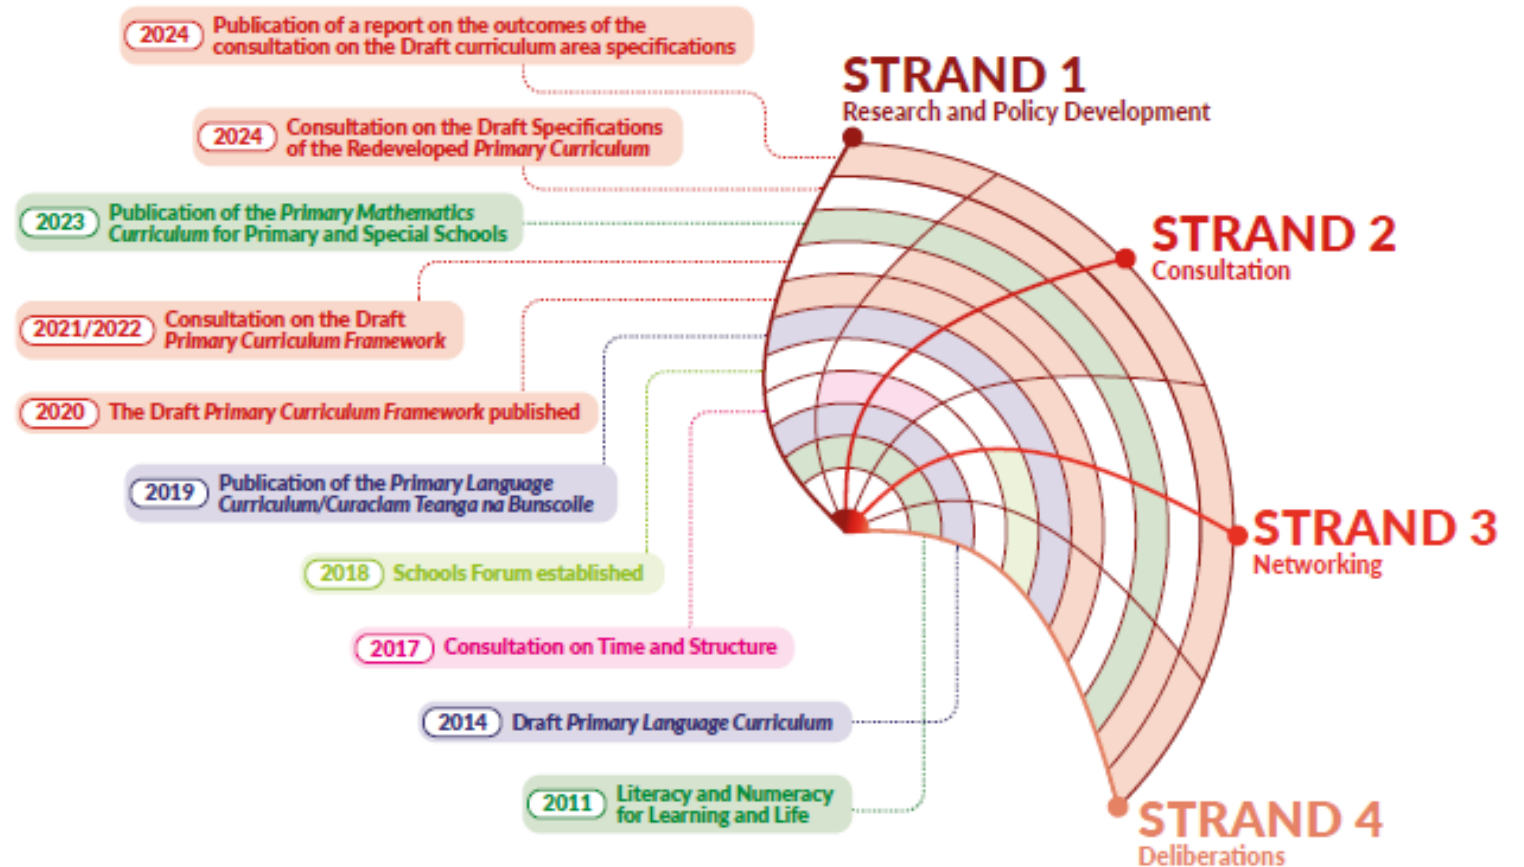 2024 Publication of a report on the outcomes of the
consultation on the Draft curriculum area specifications
STRAND 1
Research and Policy Development
2024 Consultation on the Draft Specifications
of the Redeveloped Primary Curriculum
2023 Publication of the Primary Mathematics
Curriculum for Primary and Special Schools
STRAND 2
Consultation
2021/2022 Consultation on the Draft
Primary Curriculum Framework
2020 The Draft Primary Curriculum Framework published
2019 Publication of the Primary Language
Curriculum/Curaclam Teanga na Bunscoile
STRAND 3
Networking
2018 Schools Forum established
2017 Consultation on Time and Structure
2014 Draft Primary Language Curriculum
2011 Literacy and Numeracy
for Learning and Life
STRAND 4
Deliberations